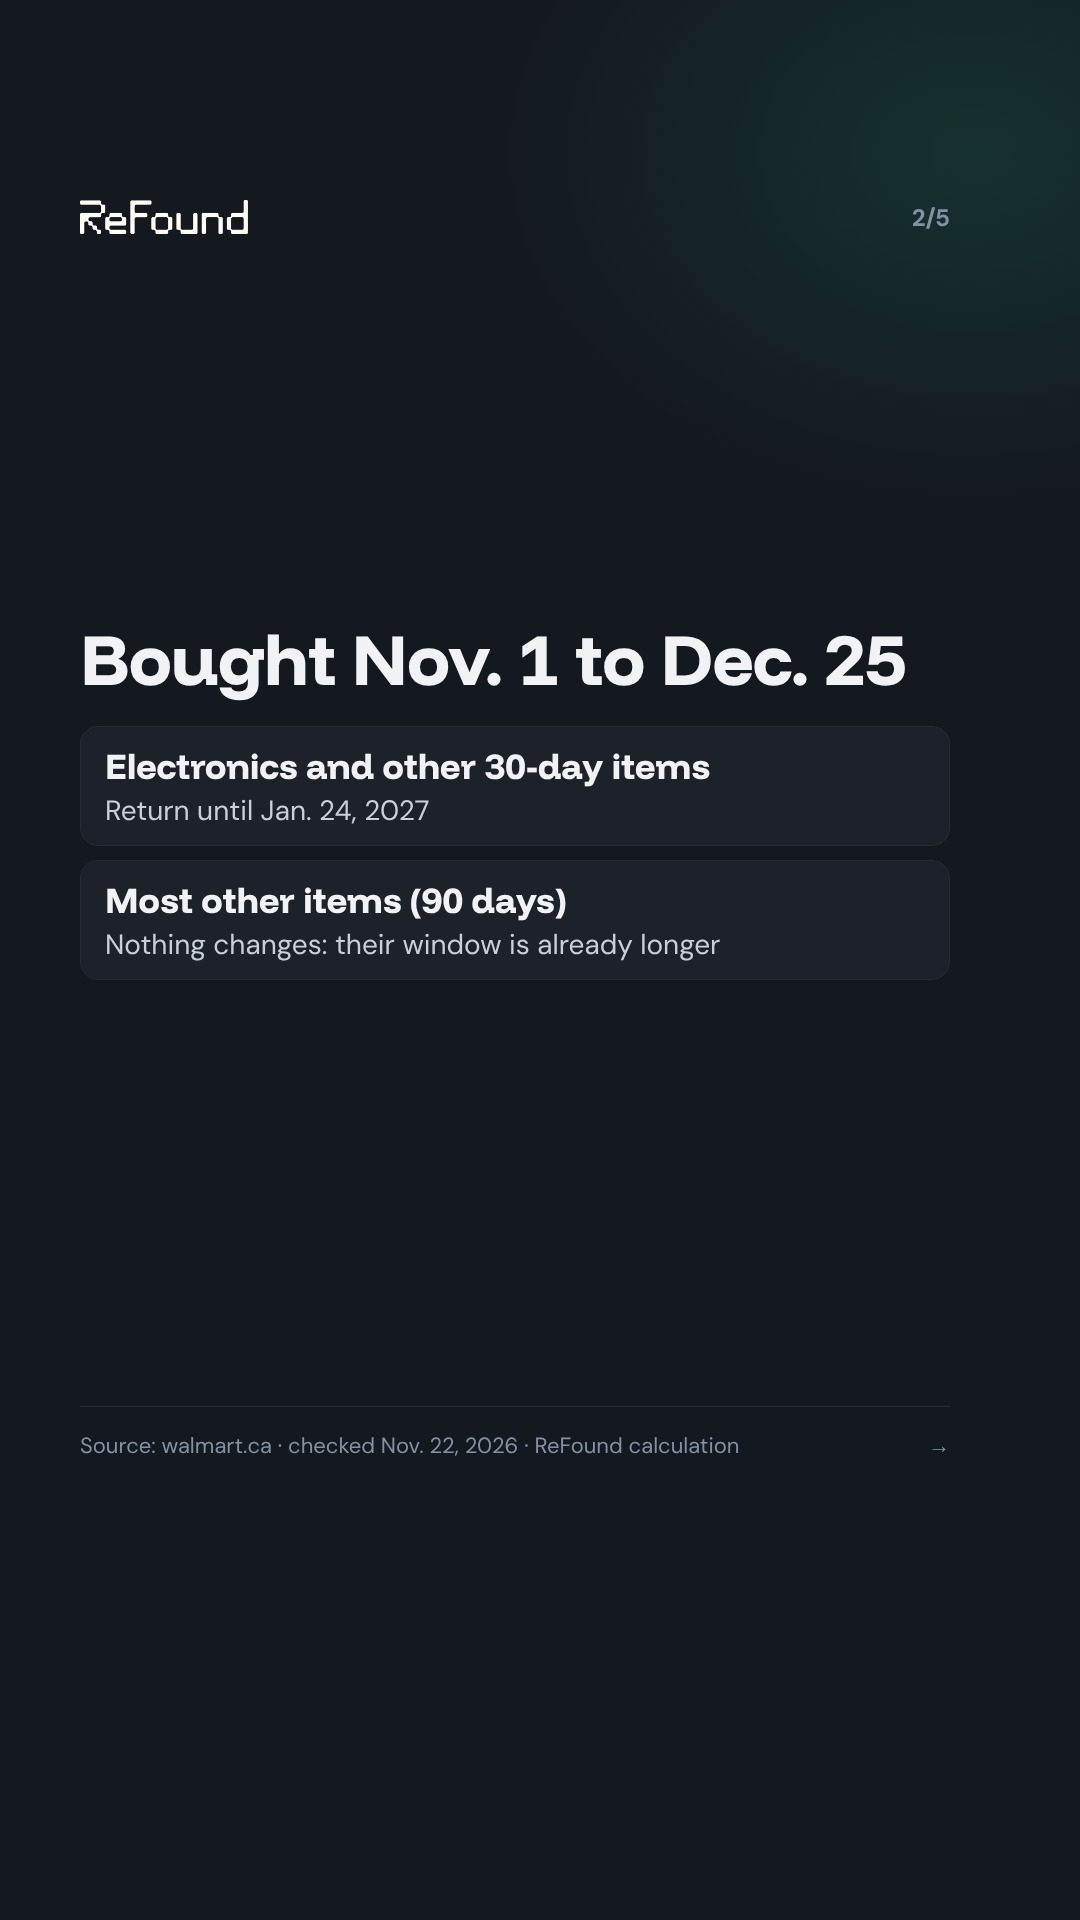 ReFound
2/5
Bought Nov. 1 to Dec. 25
Electronics and other 30-day items
Return until Jan. 24, 2027
Most other items (90 days)
Nothing changes: their window is already longer
Source: walmart.ca · checked Nov. 22, 2026 · ReFound calculation →